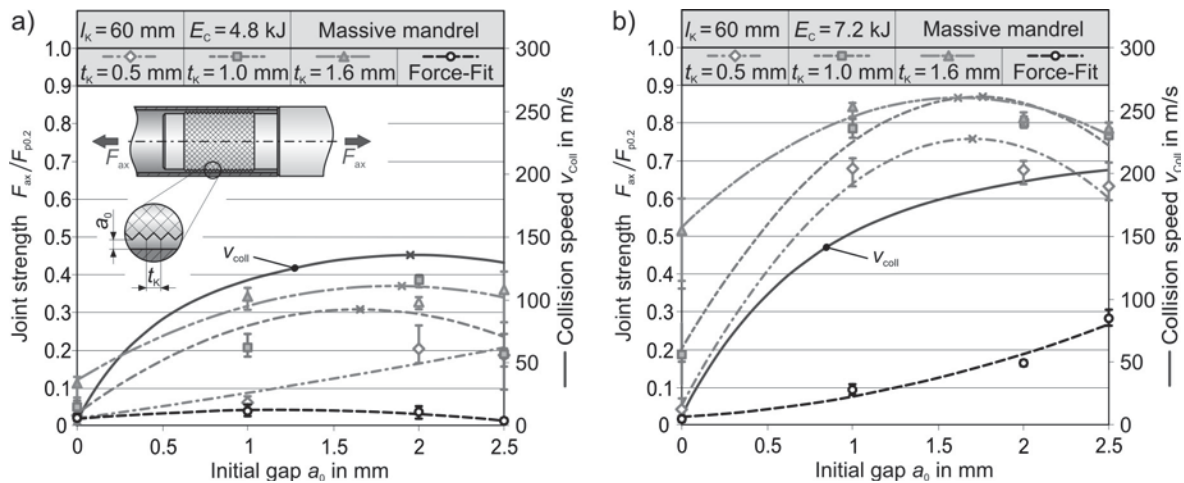 a)
l_K = 60 mm E_C = 4.8 kJ Massive mandrel
t_K = 0.5 mm t_K = 1.0 mm t_K = 1.6 mm Force-Fit
Joint strength F_ax/F_p0.2
1.0
0.9
0.8
0.7
0.6
0.5
0.4
0.3
0.2
0.1
0
F_ax F_ax
a_0
t_K
v_coll
300
250
200
150
100
50
0
Collision speed v_Coll in m/s
0 0.5 1 1.5 2 2.5
Initial gap a_0 in mm
b)
l_K = 60 mm E_C = 7.2 kJ Massive mandrel
t_K = 0.5 mm t_K = 1.0 mm t_K = 1.6 mm Force-Fit
Joint strength F_ax/F_p0.2
1.0
0.9
0.8
0.7
0.6
0.5
0.4
0.3
0.2
0.1
0
v_coll
300
250
200
150
100
50
0
Collision speed v_Coll in m/s
0 0.5 1 1.5 2 2.5
Initial gap a_0 in mm